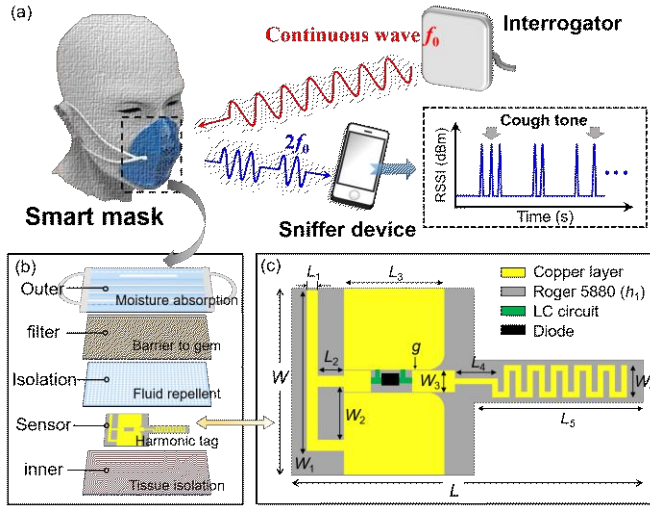 (a)
Interrogator
Continuous wave f0
2f0
Cough tone
RSSI (dBm)
Time (s)
Smart mask
Sniffer device
(b)
Outer
Moisture absorption
filter
Barrier to gem
Isolation
Fluid repellent
Sensor
Harmonic tag
inner
Tissue isolation
(c)
L1
L3
Copper layer
Roger 5880 (h1)
LC circuit
Diode
g
L2
L4
W
W3
W2
L5
W1
L